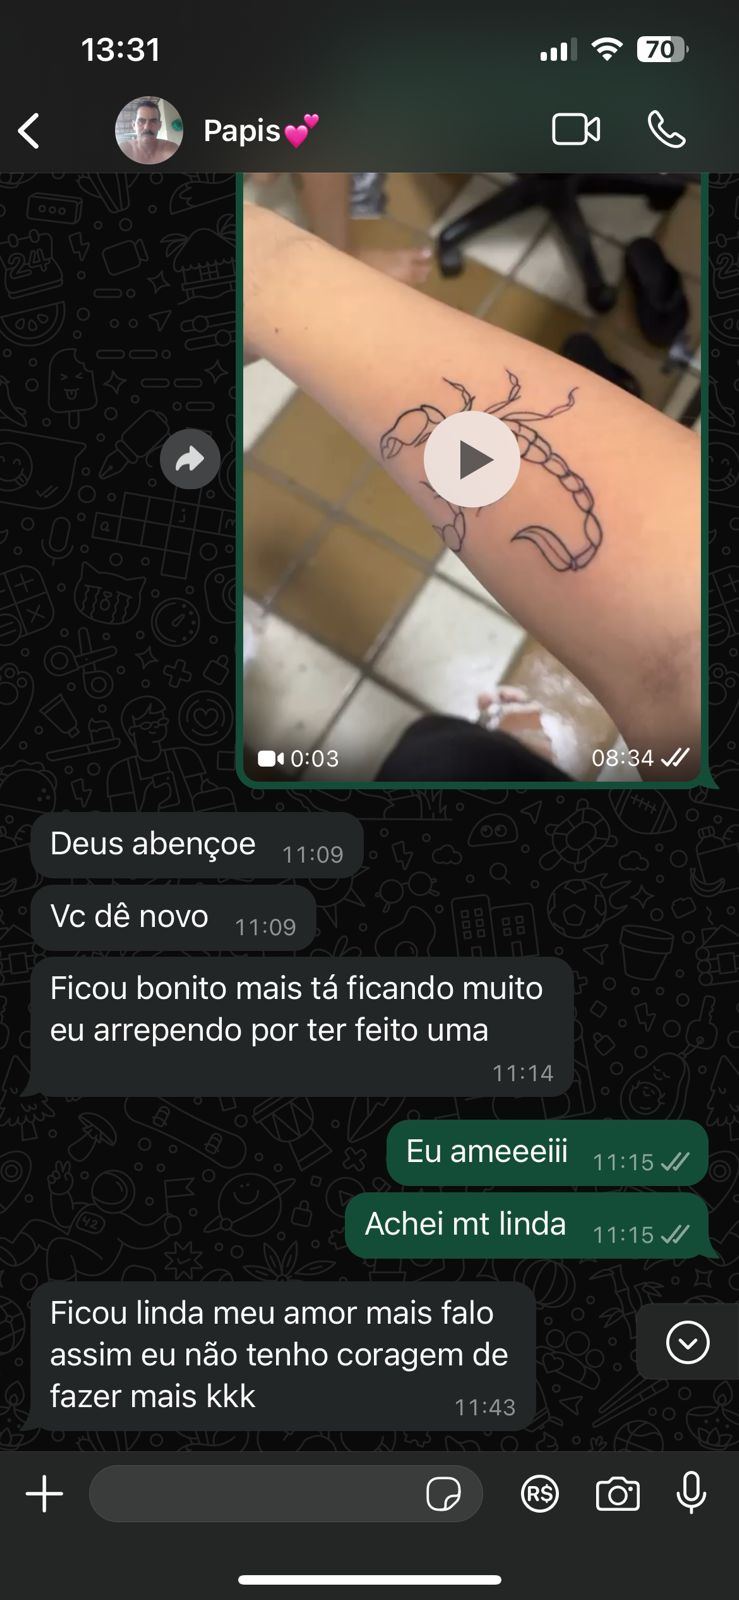 13:31
70
Papis💕
0:03
08:34
Deus abençoe
11:09
Vc dê novo
11:09
Ficou bonito mais tá ficando muito
eu arrependo por ter feito uma
11:14
Eu ameeeiii
11:15
Achei mt linda
11:15
Ficou linda meu amor mais falo
assim eu não tenho coragem de
fazer mais kkk
11:43
R$